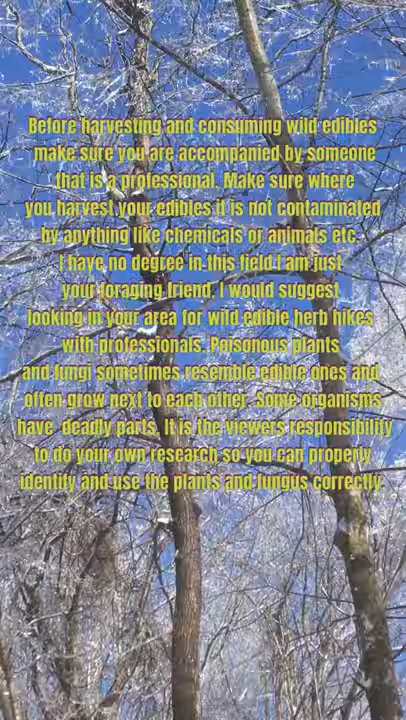 Before harvesting and consuming wild edibles
make sure you are accompanied by someone
that is a professional. Make sure where
you harvest your edibles it is not contaminated
by anything like chemicals or animals etc.
I have no degree in this field I am just
your foraging friend. I would suggest
looking in your area for wild edible herb hikes
with professionals. Poisonous plants
and fungi sometimes resemble edible ones and
often grow next to each other. Some organisms
have deadly parts. It is the viewers responsibility
to do your own research so you can properly
identify and use the plants and fungus correctly.